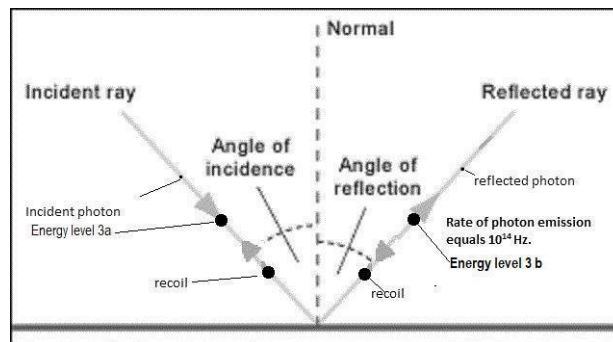 Normal
Incident ray
Reflected ray
Angle of
incidence
Angle of
reflection
Incident photon
Energy level 3a
reflected photon
Rate of photon emission
equals 10¹⁴ Hz.
Energy level 3 b
recoil
recoil